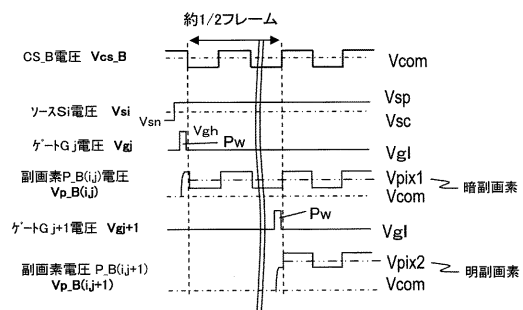 約1/2フレーム
CS_B電圧 Vcs_B
Vcom
ソースSi電圧 Vsi
Vsn
Vsp
Vsc
ゲートGj電圧 Vgj
Vgh
Pw
Vgl
副画素P_B(i,j)電圧
Vp_B(i,j)
Vpix1
Vcom
暗副画素
ゲートGj+1電圧 Vgj+1
Pw
Vgl
副画素電圧 P_B(i,j+1)
Vp_B(i,j+1)
Vpix2
Vcom
明副画素